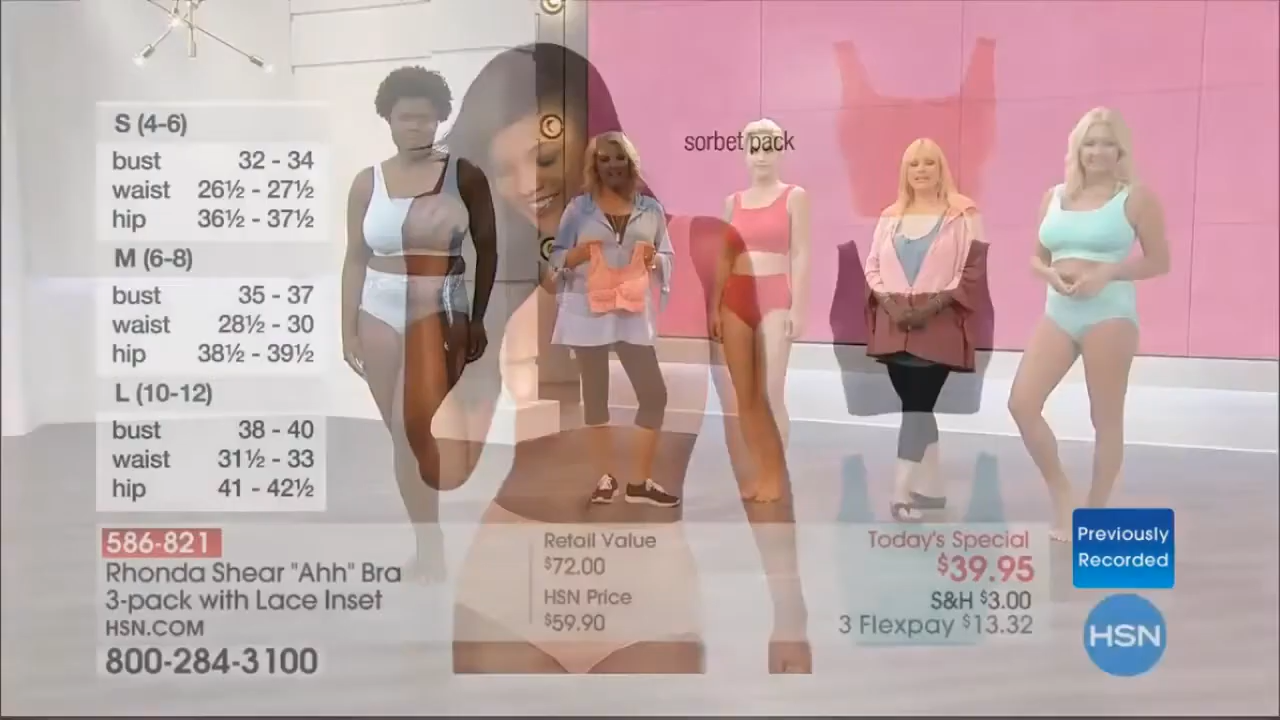 S (4-6)
bust 32 - 34
waist 26½ - 27½
hip 36½ - 37½
M (6-8)
bust 35 - 37
waist 28½ - 30
hip 38½ - 39½
L (10-12)
bust 38 - 40
waist 31½ - 33
hip 41 - 42½
sorbet pack
586-821
Rhonda Shear "Ahh" Bra
3-pack with Lace Inset
HSN.COM
800-284-3100
Retail Value
$72.00
HSN Price
$59.90
Today's Special
$39.95
S&H $3.00
3 Flexpay $13.32
Previously
Recorded
HSN